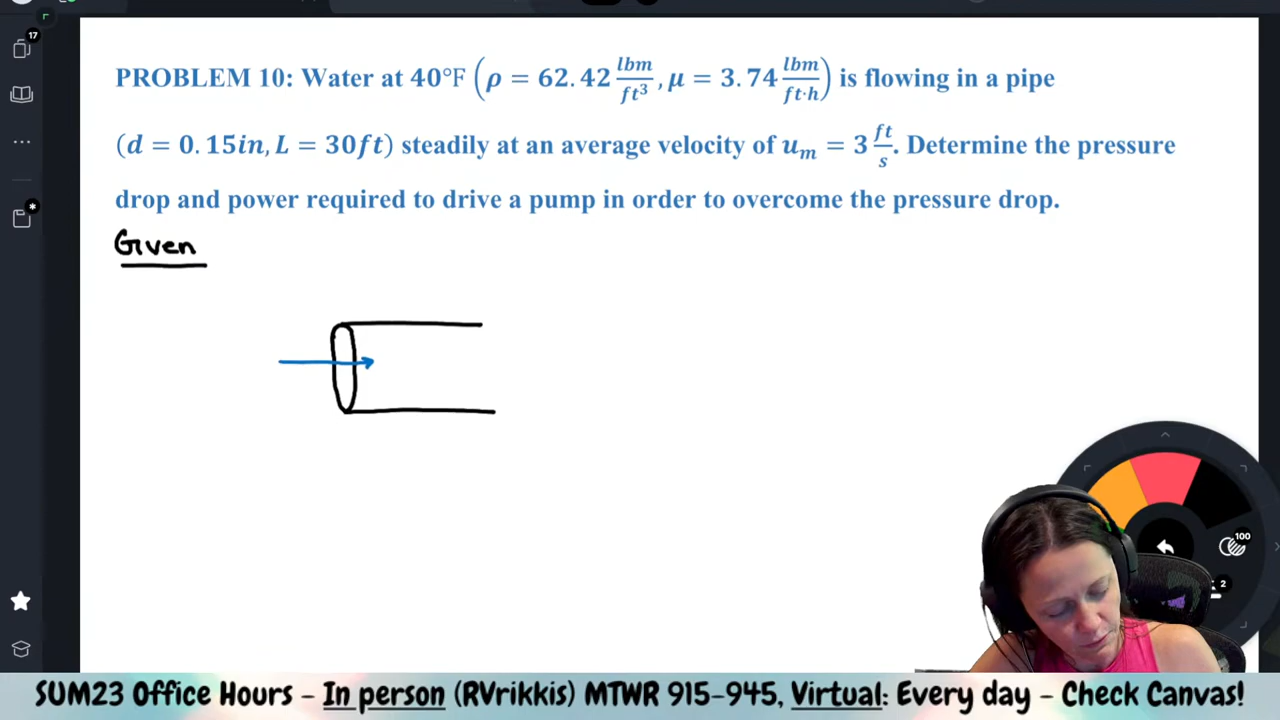 17
PROBLEM 10: Water at 40°F (ρ = 62.42 lbm/ft³, μ = 3.74 lbm/ft·h) is flowing in a pipe
(d = 0.15in, L = 30ft) steadily at an average velocity of uₘ = 3 ft/s. Determine the pressure
drop and power required to drive a pump in order to overcome the pressure drop.
Given
100
2
SUM23 Office Hours - In person (RVrikkis) MTWR 915-945, Virtual: Every day - Check Canvas!